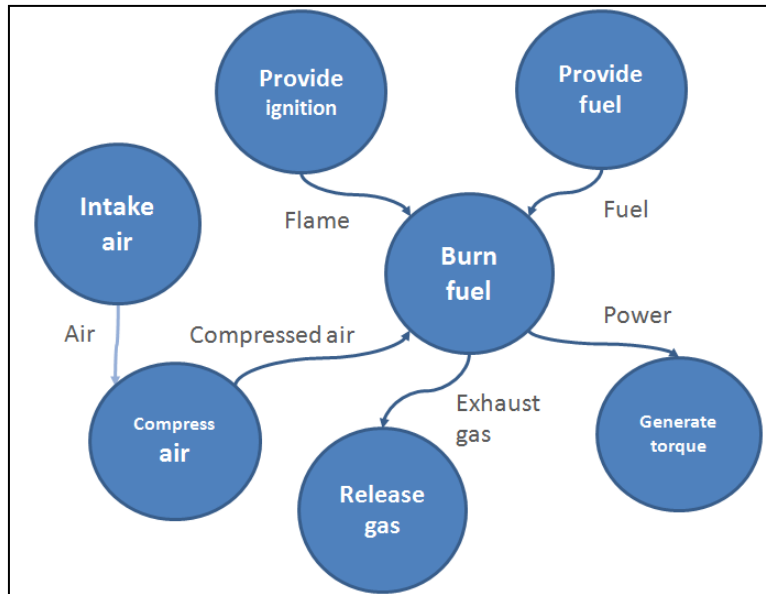 Provide
ignition
Provide
fuel
Intake
air
Flame
Fuel
Burn
fuel
Air
Compressed air
Power
Compress
air
Exhaust
gas
Generate
torque
Release
gas